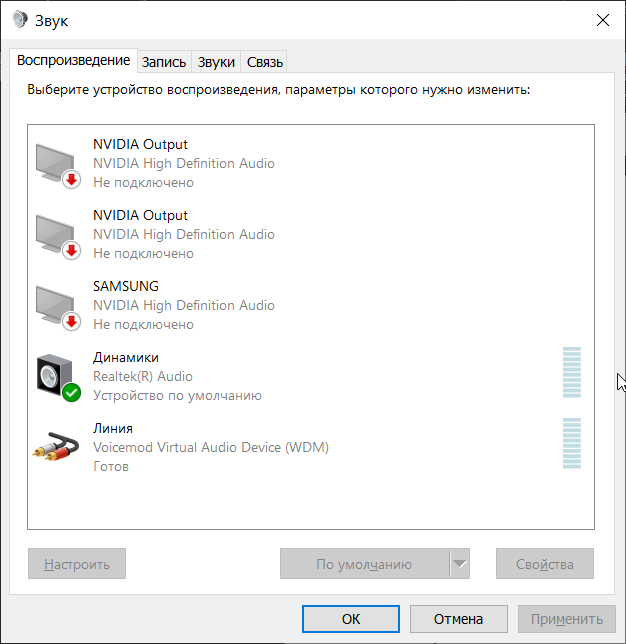 Звук
Воспроизведение Запись Звуки Связь
Выберите устройство воспроизведения, параметры которого нужно изменить:
NVIDIA Output
NVIDIA High Definition Audio
Не подключено
NVIDIA Output
NVIDIA High Definition Audio
Не подключено
SAMSUNG
NVIDIA High Definition Audio
Не подключено
Динамики
Realtek(R) Audio
Устройство по умолчанию
Линия
Voicemod Virtual Audio Device (WDM)
Готов
Настроить По умолчанию Свойства
ОК Отмена Применить